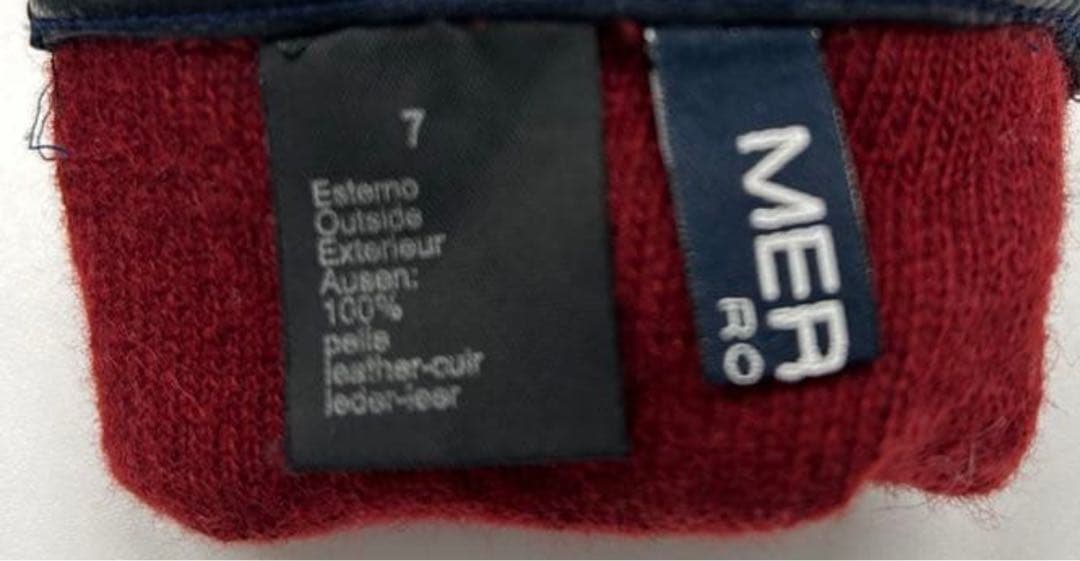 7
Esterno
Outside
Exterieur
Ausen:
100%
pelle
leather-cuir
leder-leer
MER
RO